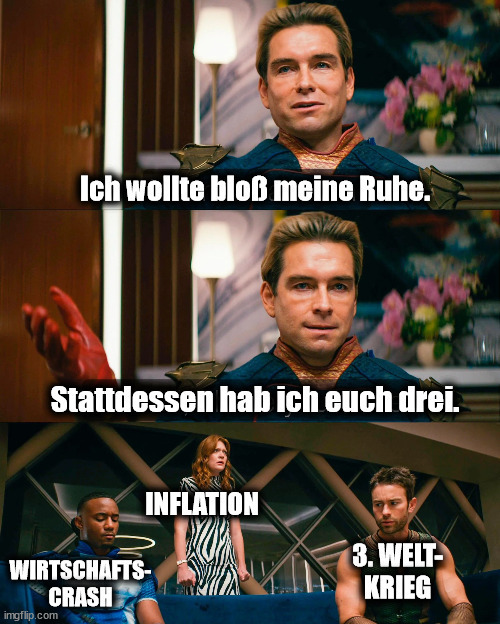 Ich wollte bloß meine Ruhe.
Stattdessen hab ich euch drei.
INFLATION
WIRTSCHAFTS-
CRASH
3. WELT-
KRIEG
imgflip.com